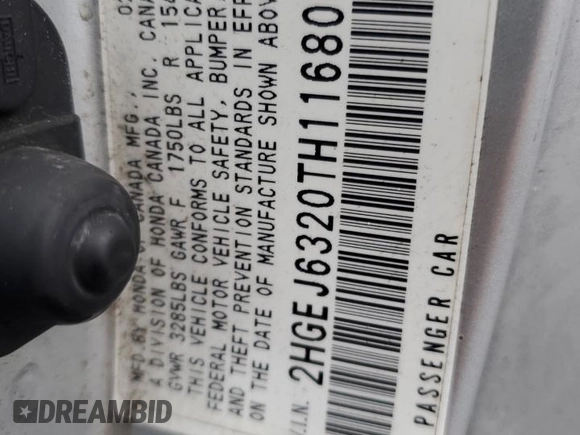 MFD. BY HONDA OF CANADA MFG., 02
A DIVISION OF HONDA CANADA INC. CANA
GVWR 3285LBS GAWR F 1750LBS R 154
THIS VEHICLE CONFORMS TO ALL APPLICA
FEDERAL MOTOR VEHICLE SAFETY, BUMPER,
AND THEFT PREVENTION STANDARDS IN EFF
ON THE DATE OF MANUFACTURE SHOWN ABOV
V.I.N. 2HGEJ6320TH11680
PASSENGER CAR
DREAMBID